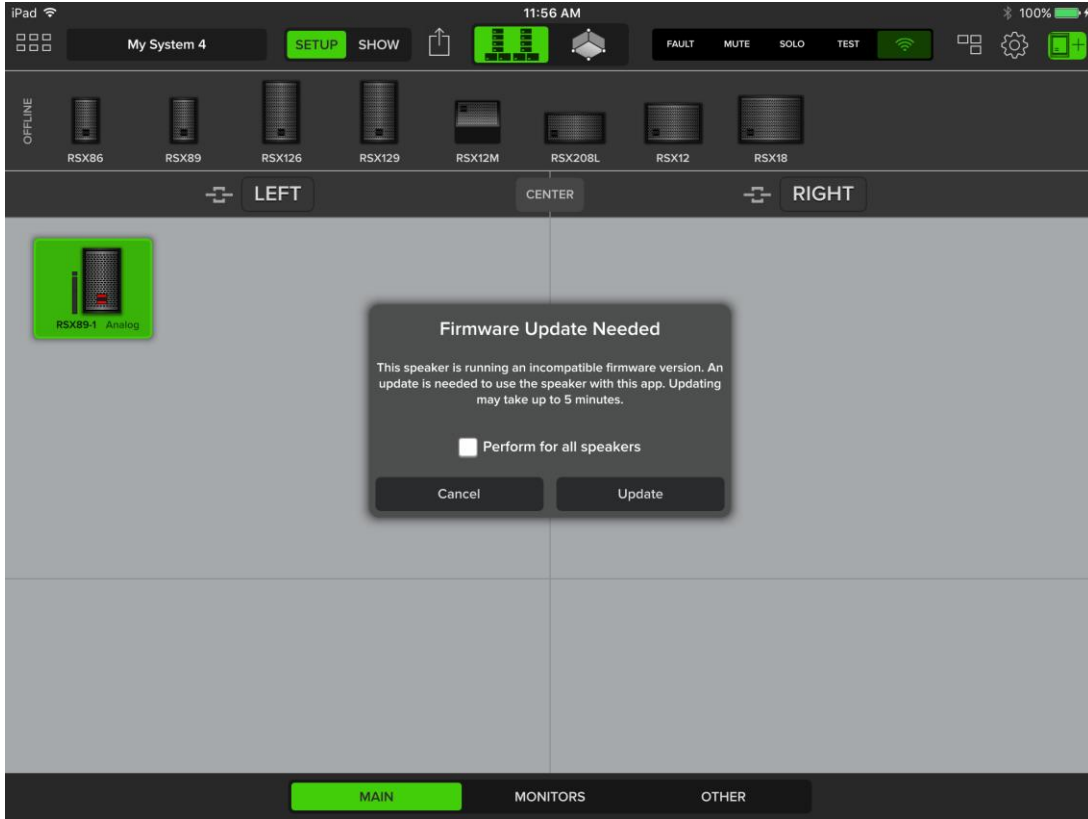 iPad 11:56 AM 100%
My System 4 SETUP SHOW FAULT MUTE SOLO TEST
OFFLINE
RSX86 RSX89 RSX126 RSX129 RSX12M RSX208L RSX12 RSX18
LEFT CENTER RIGHT
RSX89-1 Analog
Firmware Update Needed
This speaker is running an incompatible firmware version. An
update is needed to use the speaker with this app. Updating
may take up to 5 minutes.
Perform for all speakers
Cancel Update
MAIN MONITORS OTHER